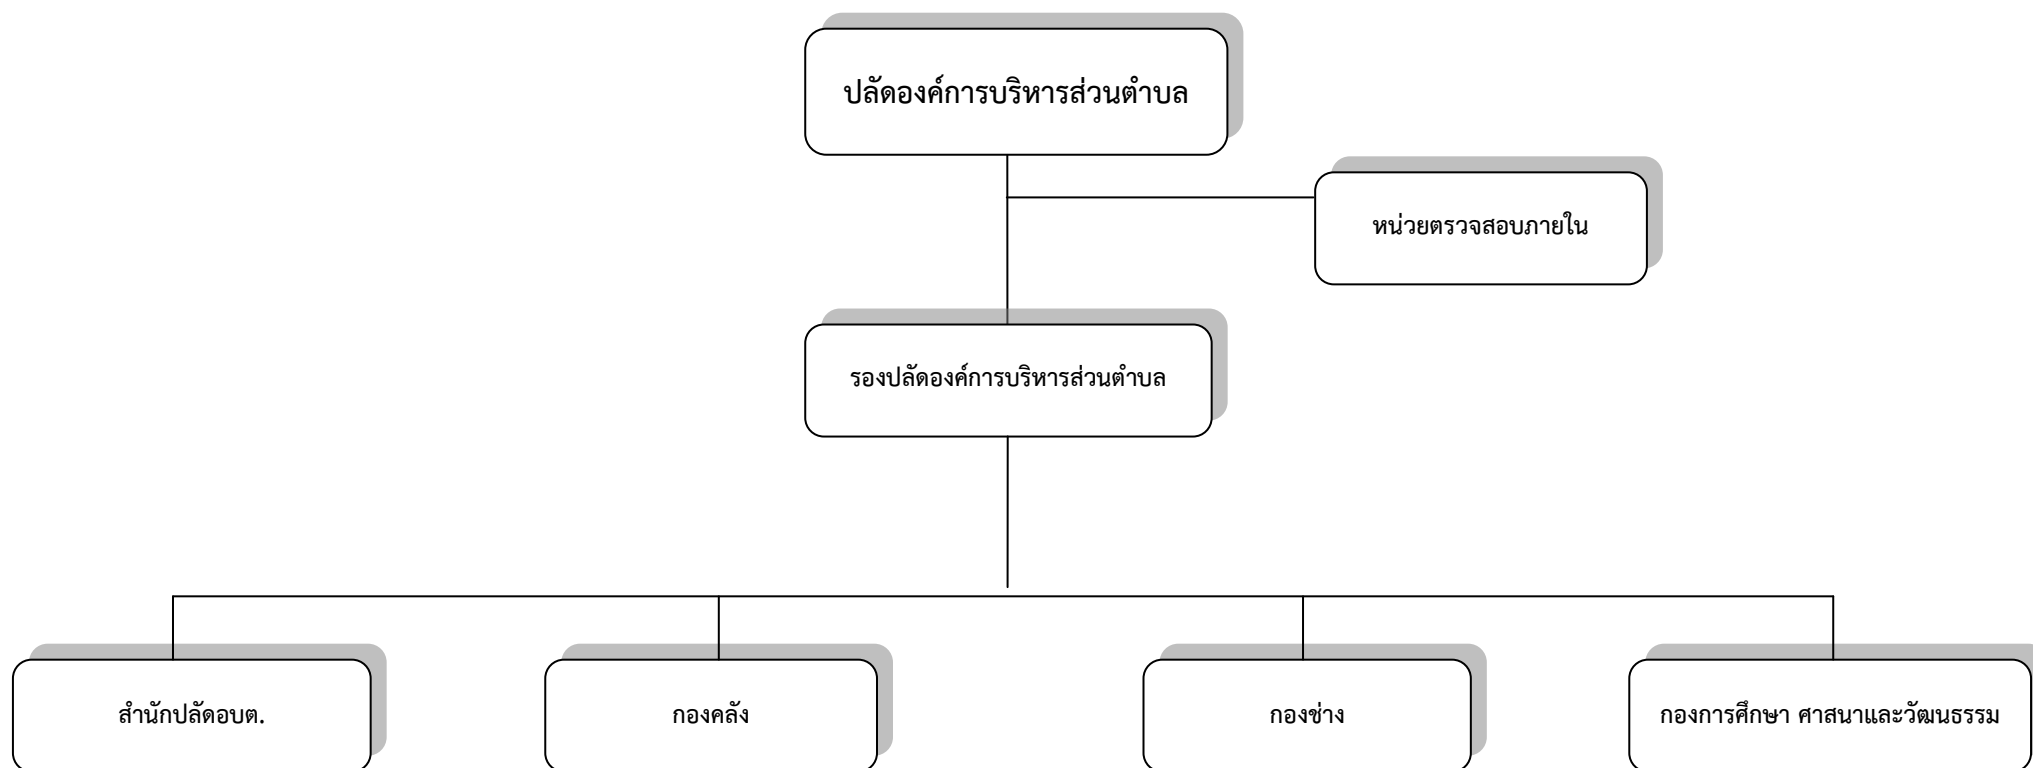 ปลัดองค์การบริหารส่วนตำบล
หน่วยตรวจสอบภายใน
รองปลัดองค์การบริหารส่วนตำบล
สำนักปลัดอบต.
กองคลัง
กองช่าง
กองการศึกษา ศาสนาและวัฒนธรรม